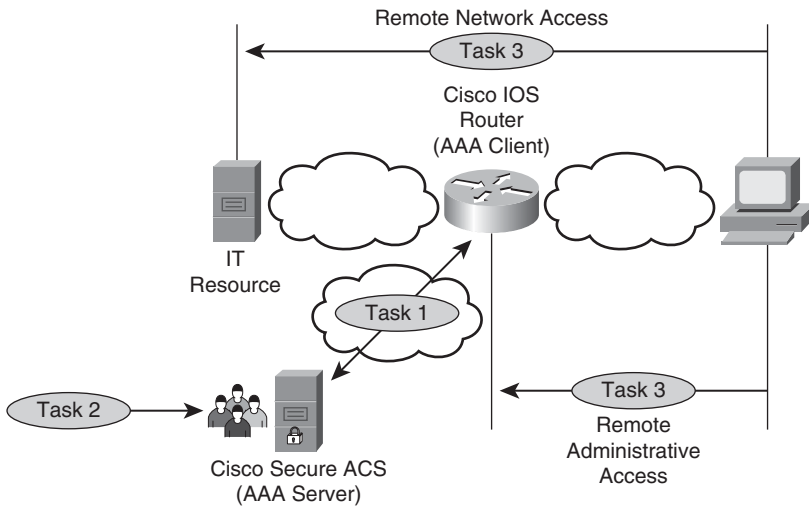 Remote Network Access
Task 3
Cisco IOS
Router
(AAA Client)
IT
Resource
Task 1
Task 2
Task 3
Remote
Administrative
Access
Cisco Secure ACS
(AAA Server)